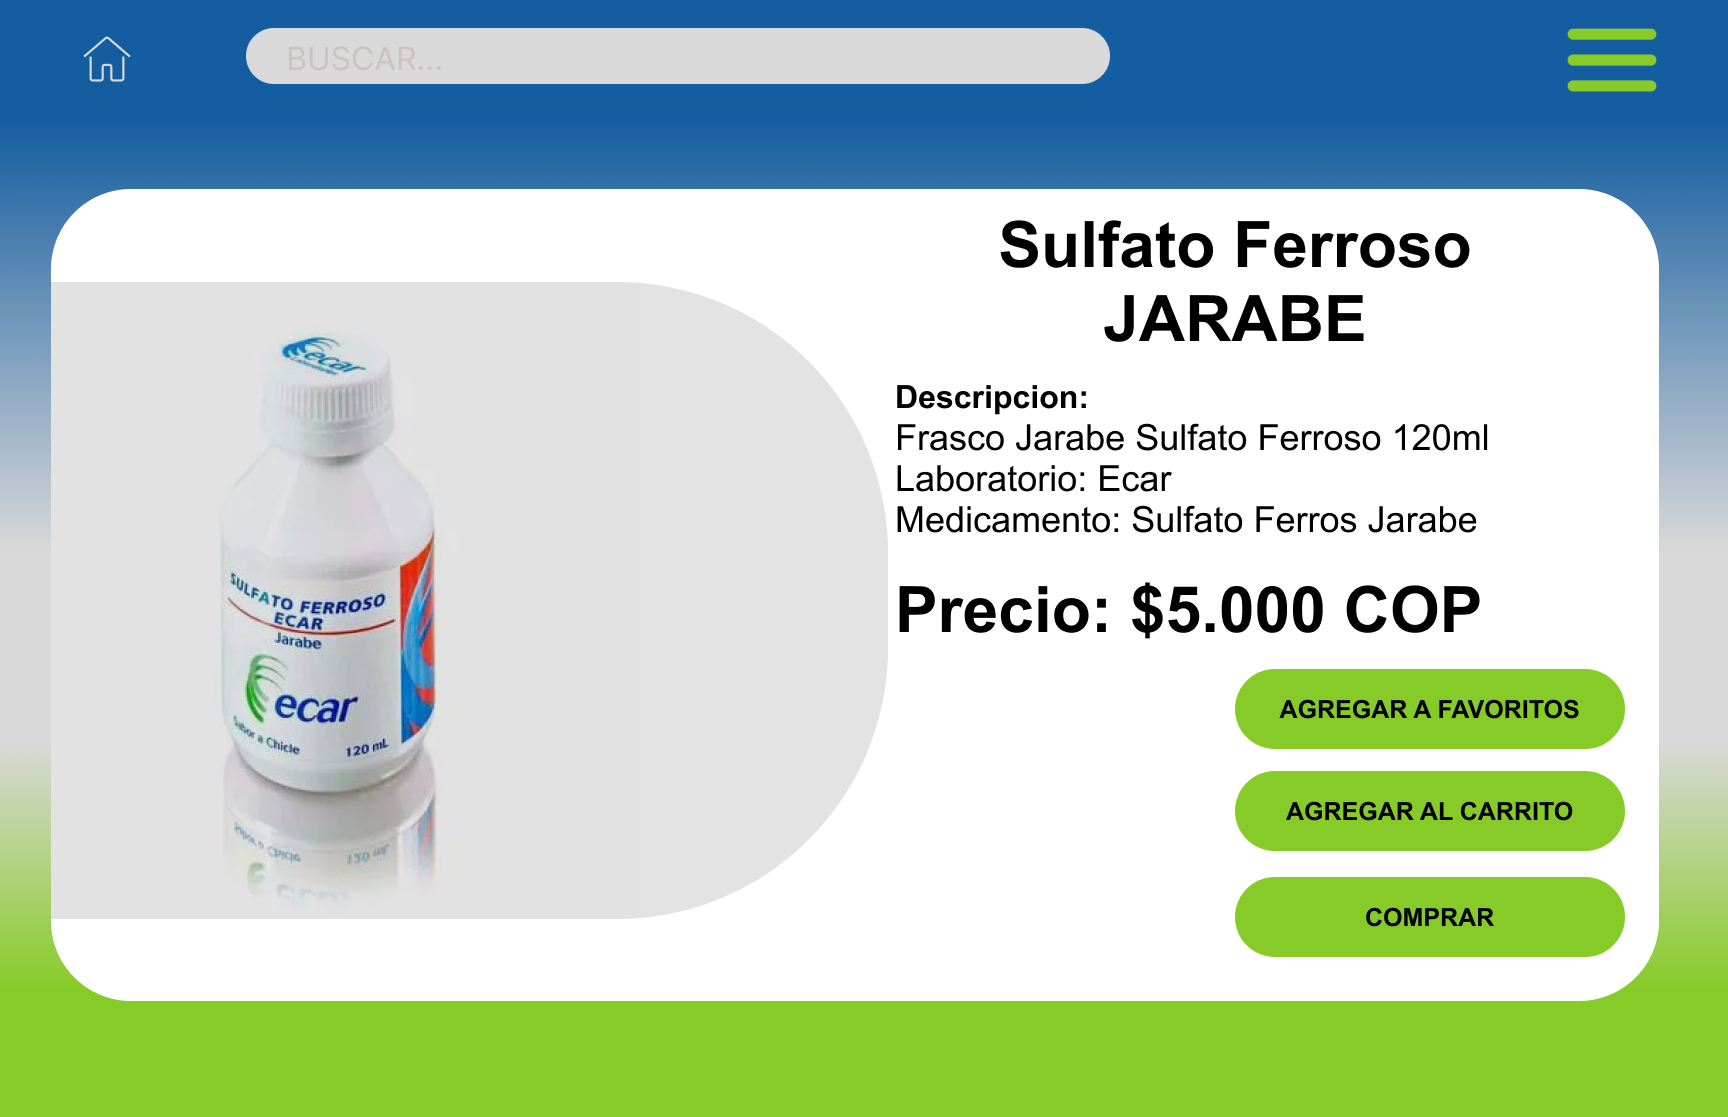 BUSCAR...
Sulfato Ferroso
JARABE
Descripcion:
Frasco Jarabe Sulfato Ferroso 120ml
Laboratorio: Ecar
Medicamento: Sulfato Ferros Jarabe
Precio: $5.000 COP
AGREGAR A FAVORITOS
AGREGAR AL CARRITO
COMPRAR
ecar
SULFATO FERROSO
ECAR
Jarabe
ecar
Sabor a Chicle
120 mL